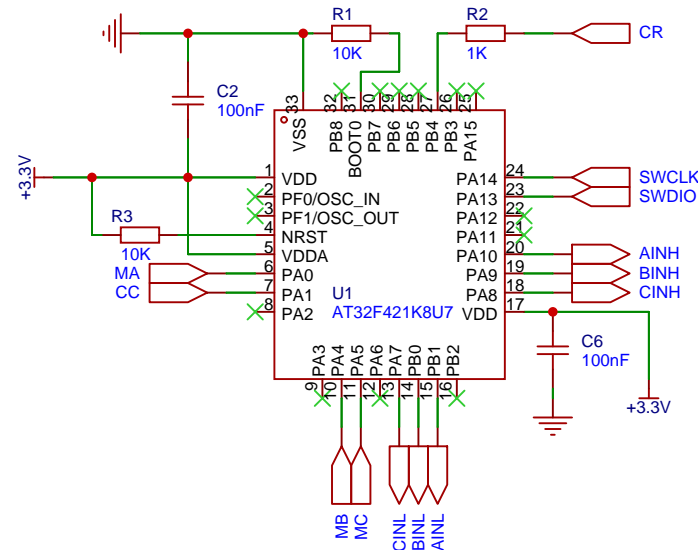 R1
10K
R2
1K
CR
C2
100nF
33
VSS
32
PB8
31
BOOT0
30
PB7
29
PB6
28
PB5
27
PB4
26
PB3
25
PA15
+3.3V
1
VDD
2
PF0/OSC_IN
3
PF1/OSC_OUT
R3
10K
4
NRST
5
VDDA
MA
6
PA0
CC
7
PA1
8
PA2
U1
AT32F421K8U7
24
PA14
SWCLK
23
PA13
SWDIO
22
PA12
21
PA11
20
PA10
AINH
19
PA9
BINH
18
PA8
CINH
17
VDD
C6
100nF
+3.3V
9
PA3
10
PA4
11
PA5
12
PA6
13
PA7
14
PB0
15
PB1
16
PB2
MB
MC
CINL
BINL
AINL